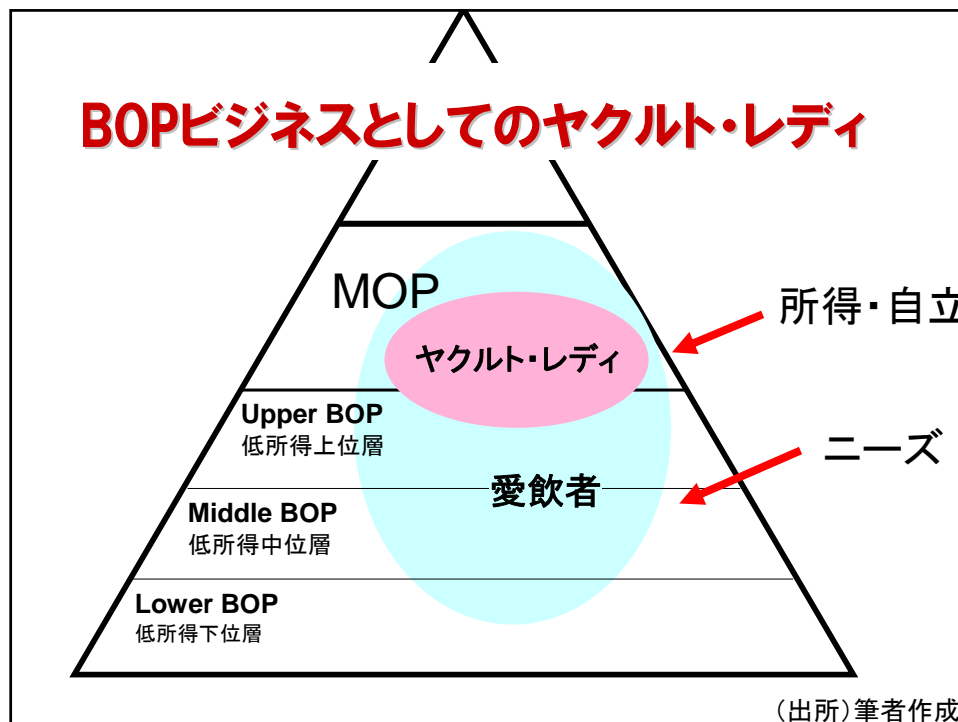 BOPビジネスとしてのヤクルト・レディ
MOP
所得・自立
ヤクルト・レディ
Upper BOP
低所得上位層
ニーズ
愛飲者
Middle BOP
低所得中位層
Lower BOP
低所得下位層
(出所)筆者作成